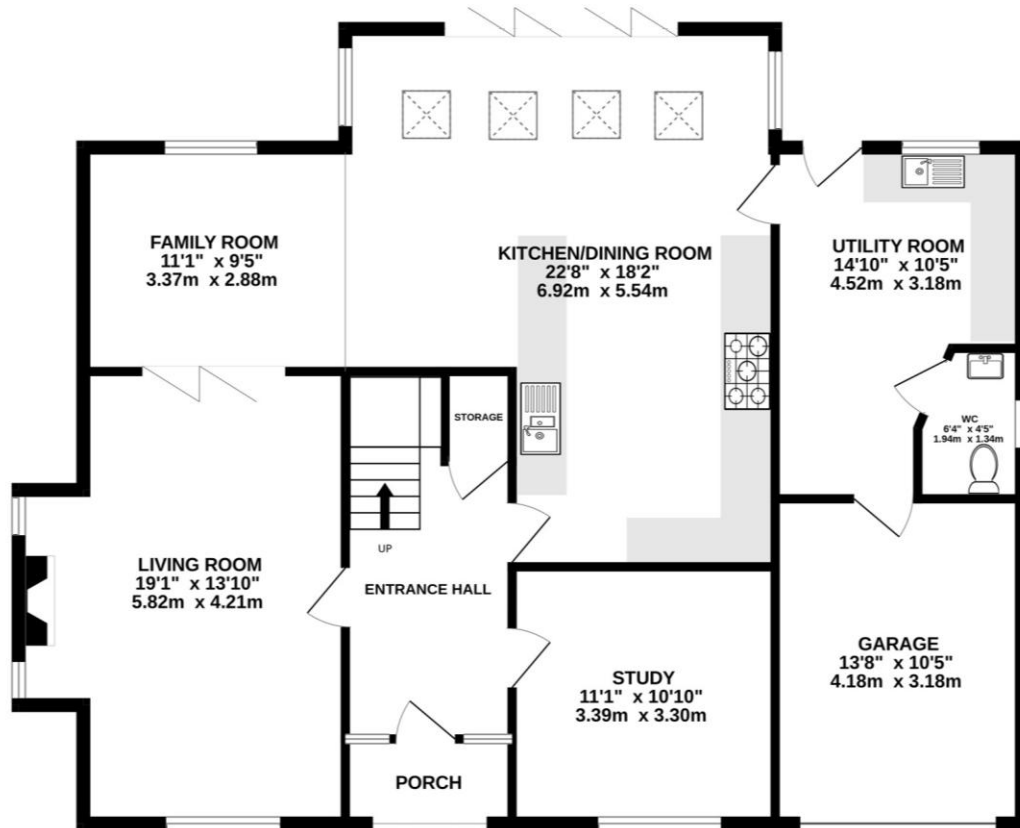 FAMILY ROOM
11'1" x 9'5"
3.37m x 2.88m
KITCHEN/DINING ROOM
22'8" x 18'2"
6.92m x 5.54m
UTILITY ROOM
14'10" x 10'5"
4.52m x 3.18m
STORAGE
WC
6'4" x 4'5"
1.94m x 1.34m
UP
LIVING ROOM
19'1" x 13'10"
5.82m x 4.21m
ENTRANCE HALL
STUDY
11'1" x 10'10"
3.39m x 3.30m
GARAGE
13'8" x 10'5"
4.18m x 3.18m
PORCH